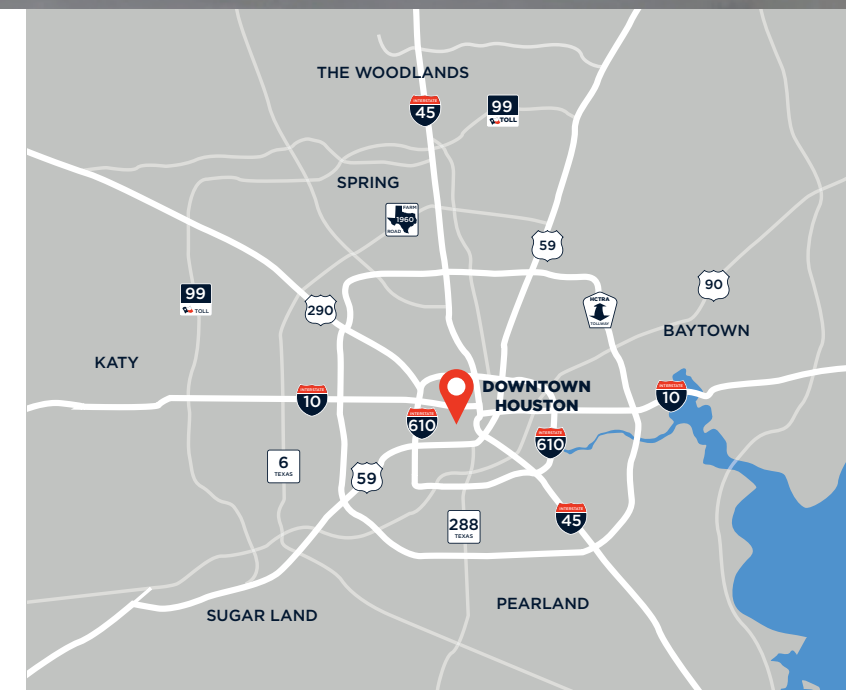 THE WOODLANDS
INTERSTATE
45
99
TOLL
SPRING
FARM
1960
ROAD
59
90
99
TOLL
290
HCTRA
TOLLWAY
BAYTOWN
KATY
DOWNTOWN
HOUSTON
INTERSTATE
10
INTERSTATE
10
INTERSTATE
610
INTERSTATE
610
6
TEXAS
59
288
TEXAS
INTERSTATE
45
SUGAR LAND
PEARLAND